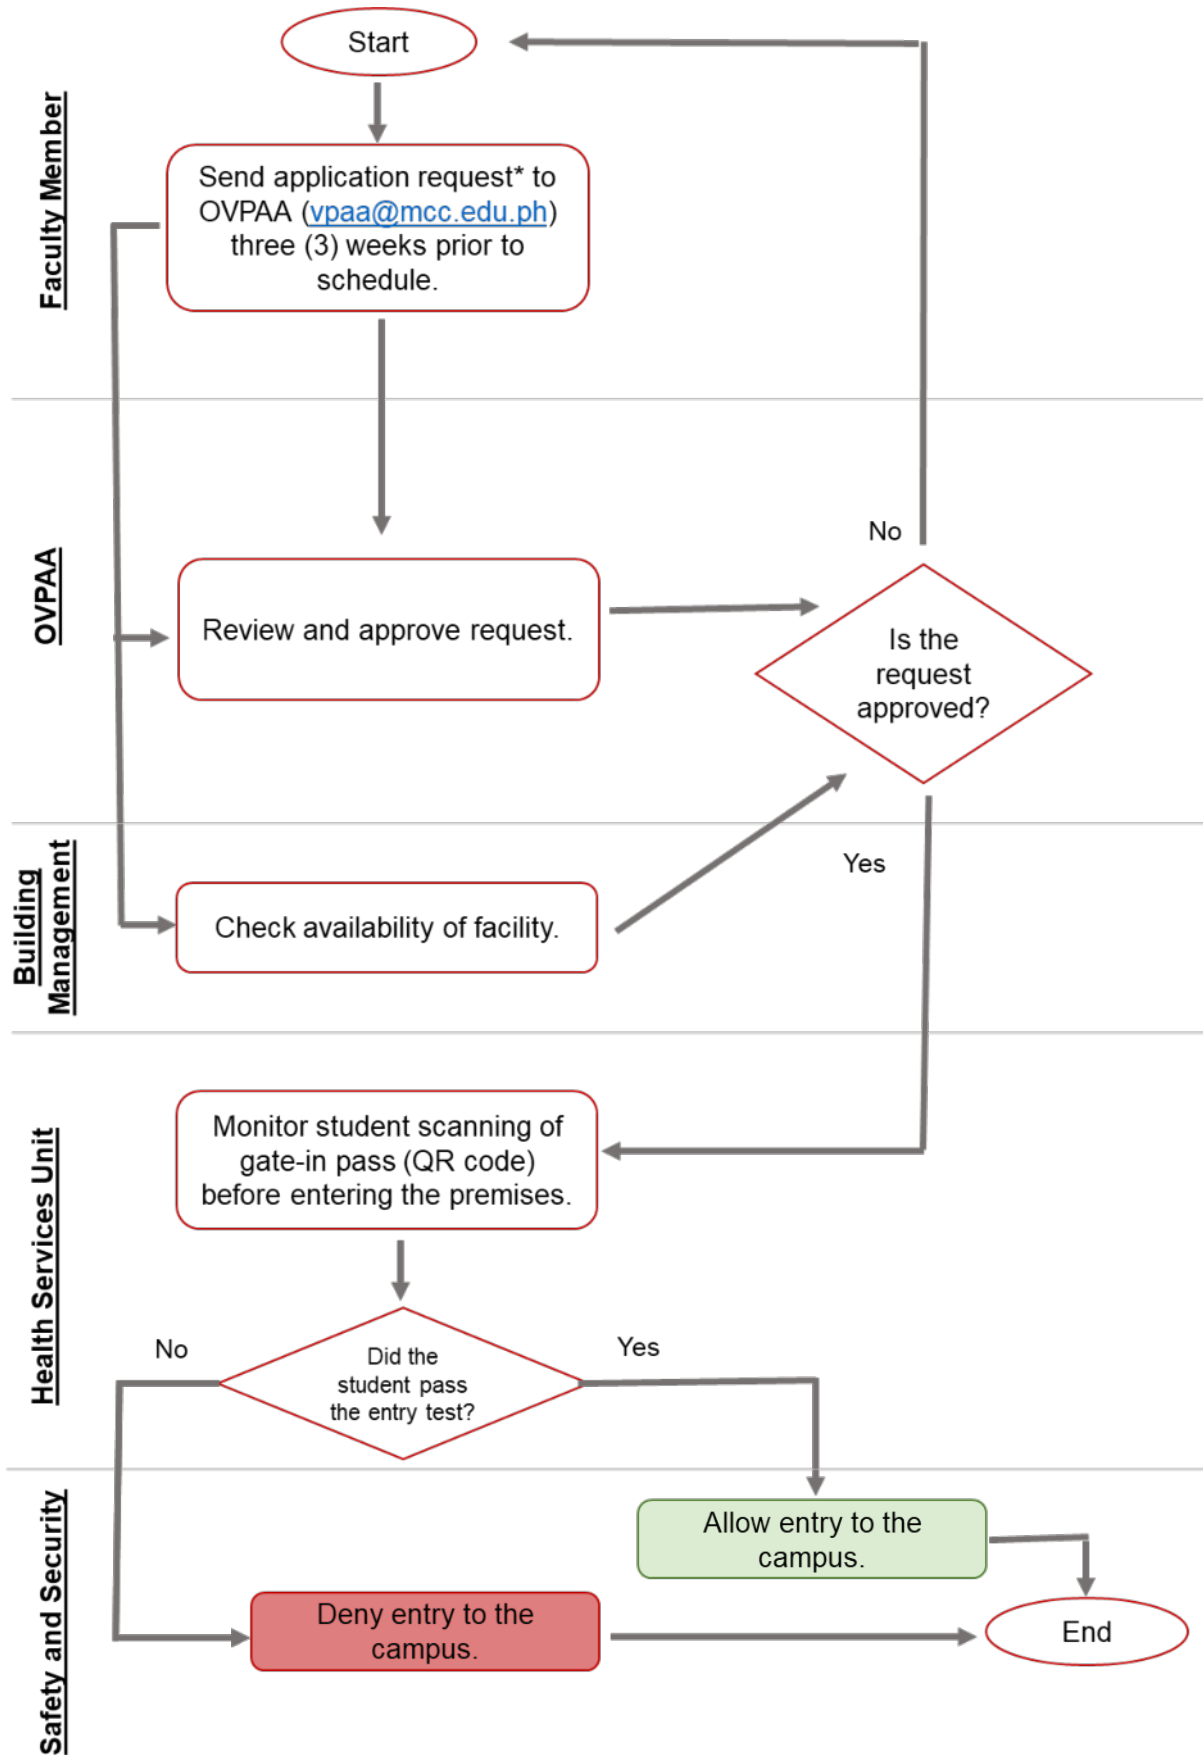 Start
Faculty Member
Send application request* to
OVPAA (vpaa@mcc.edu.ph)
three (3) weeks prior to
schedule.
OVPAA
Review and approve request.
No
Is the
request
approved?
Yes
Building
Management
Check availability of facility.
Health Services Unit
Monitor student scanning of
gate-in pass (QR code)
before entering the premises.
No
Did the
student pass
the entry test?
Yes
Safety and Security
Allow entry to the
campus.
Deny entry to the
campus.
End